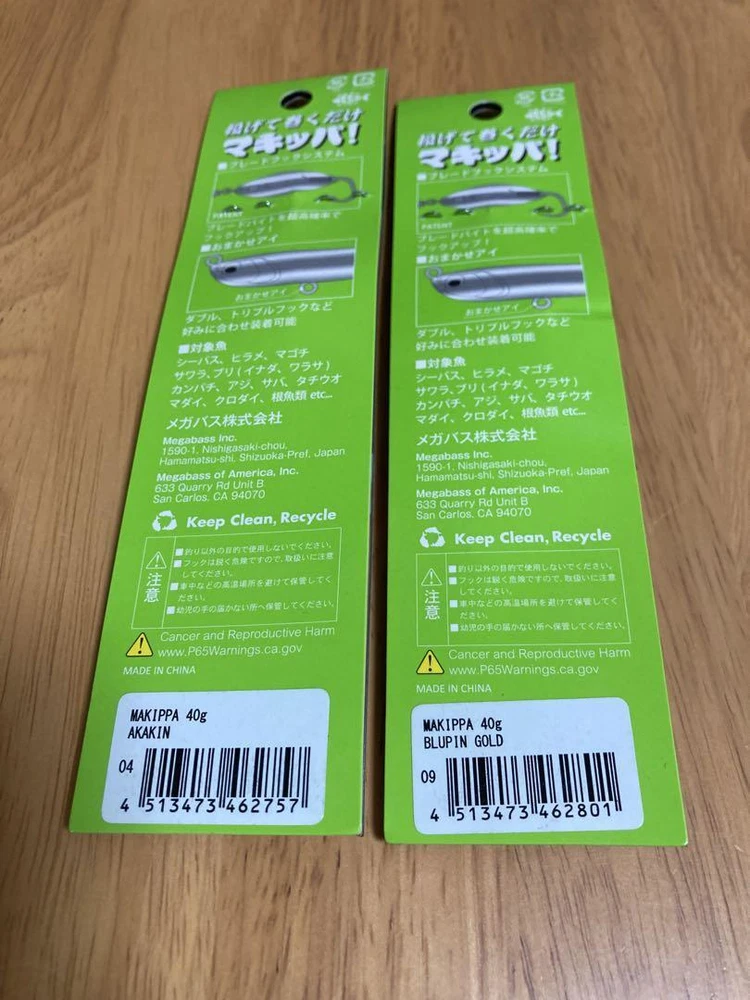 投げて巻くだけ
マキッパ!
■ブレードフックシステム
PATENT
ブレードバイトを超高確率で
フックアップ!
■おまかせアイ
おまかせアイ
ダブル、トリプルフックなど
好みに合わせ装着可能
■対象魚
シーバス、ヒラメ、マゴチ
サワラ、ブリ(イナダ、ワラサ)
カンパチ、アジ、サバ、タチウオ
マダイ、クロダイ、根魚類 etc...
メガバス株式会社
Megabass Inc.
1590-1, Nishigasaki-chou,
Hamamatsu-shi, Shizuoka-Pref, Japan
Megabass of America, Inc.
633 Quarry Rd Unit B
San Carlos, CA 94070
Keep Clean, Recycle
注意
■釣り以外の目的で使用しないでください。
■フックは鋭く危険ですので、取扱いに注意
してください。
■車中などの高温場所を避けて保管してく
ださい。
■幼児の手の届かない所へ保管してください。
Cancer and Reproductive Harm
www.P65Warnings.ca.gov
MADE IN CHINA
MAKIPPA 40g
AKAKIN
04
4 513473 462757
投げて巻くだけ
マキッパ!
■ブレードフックシステム
PATENT
ブレードバイトを超高確率で
フックアップ!
■おまかせアイ
おまかせアイ
ダブル、トリプルフックなど
好みに合わせ装着可能
■対象魚
シーバス、ヒラメ、マゴチ
サワラ、ブリ(イナダ、ワラサ)
カンパチ、アジ、サバ、タチウオ
マダイ、クロダイ、根魚類 etc...
メガバス株式会社
Megabass Inc.
1590-1, Nishigasaki-chou,
Hamamatsu-shi, Shizuoka-Pref, Japan
Megabass of America, Inc.
633 Quarry Rd Unit B
San Carlos, CA 94070
Keep Clean, Recycle
注意
■釣り以外の目的で使用しないでください。
■フックは鋭く危険ですので、取扱いに注意
してください。
■車中などの高温場所を避けて保管してく
ださい。
■幼児の手の届かない所へ保管してください。
Cancer and Reproductive Harm
www.P65Warnings.ca.gov
MADE IN CHINA
MAKIPPA 40g
BLUPIN GOLD
09
4 513473 462801